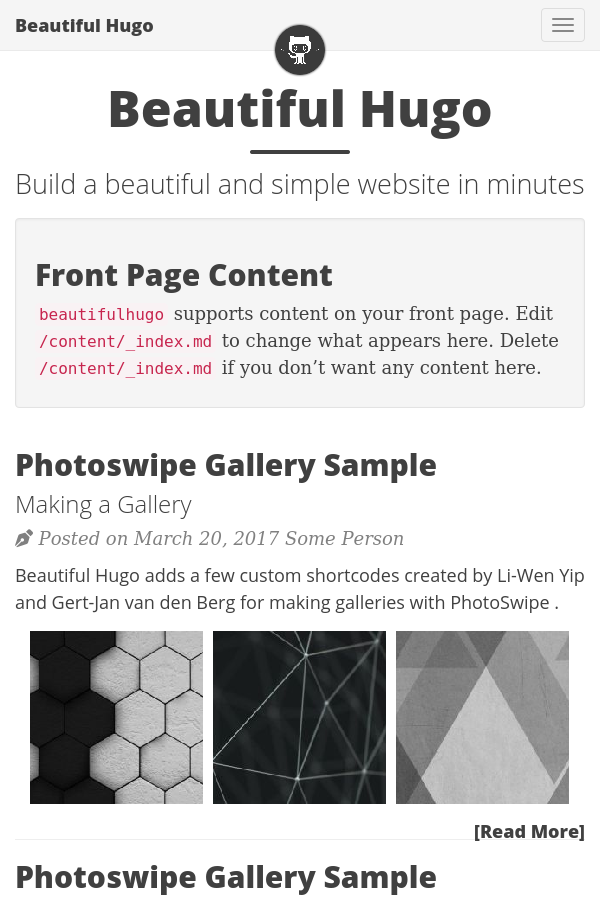 Beautiful Hugo
Beautiful Hugo
Build a beautiful and simple website in minutes
Front Page Content
beautifulhugo supports content on your front page. Edit
/content/_index.md to change what appears here. Delete
/content/_index.md if you don’t want any content here.
Photoswipe Gallery Sample
Making a Gallery
Posted on March 20, 2017 Some Person
Beautiful Hugo adds a few custom shortcodes created by Li-Wen Yip
and Gert-Jan van den Berg for making galleries with PhotoSwipe .
[Read More]
Photoswipe Gallery Sample